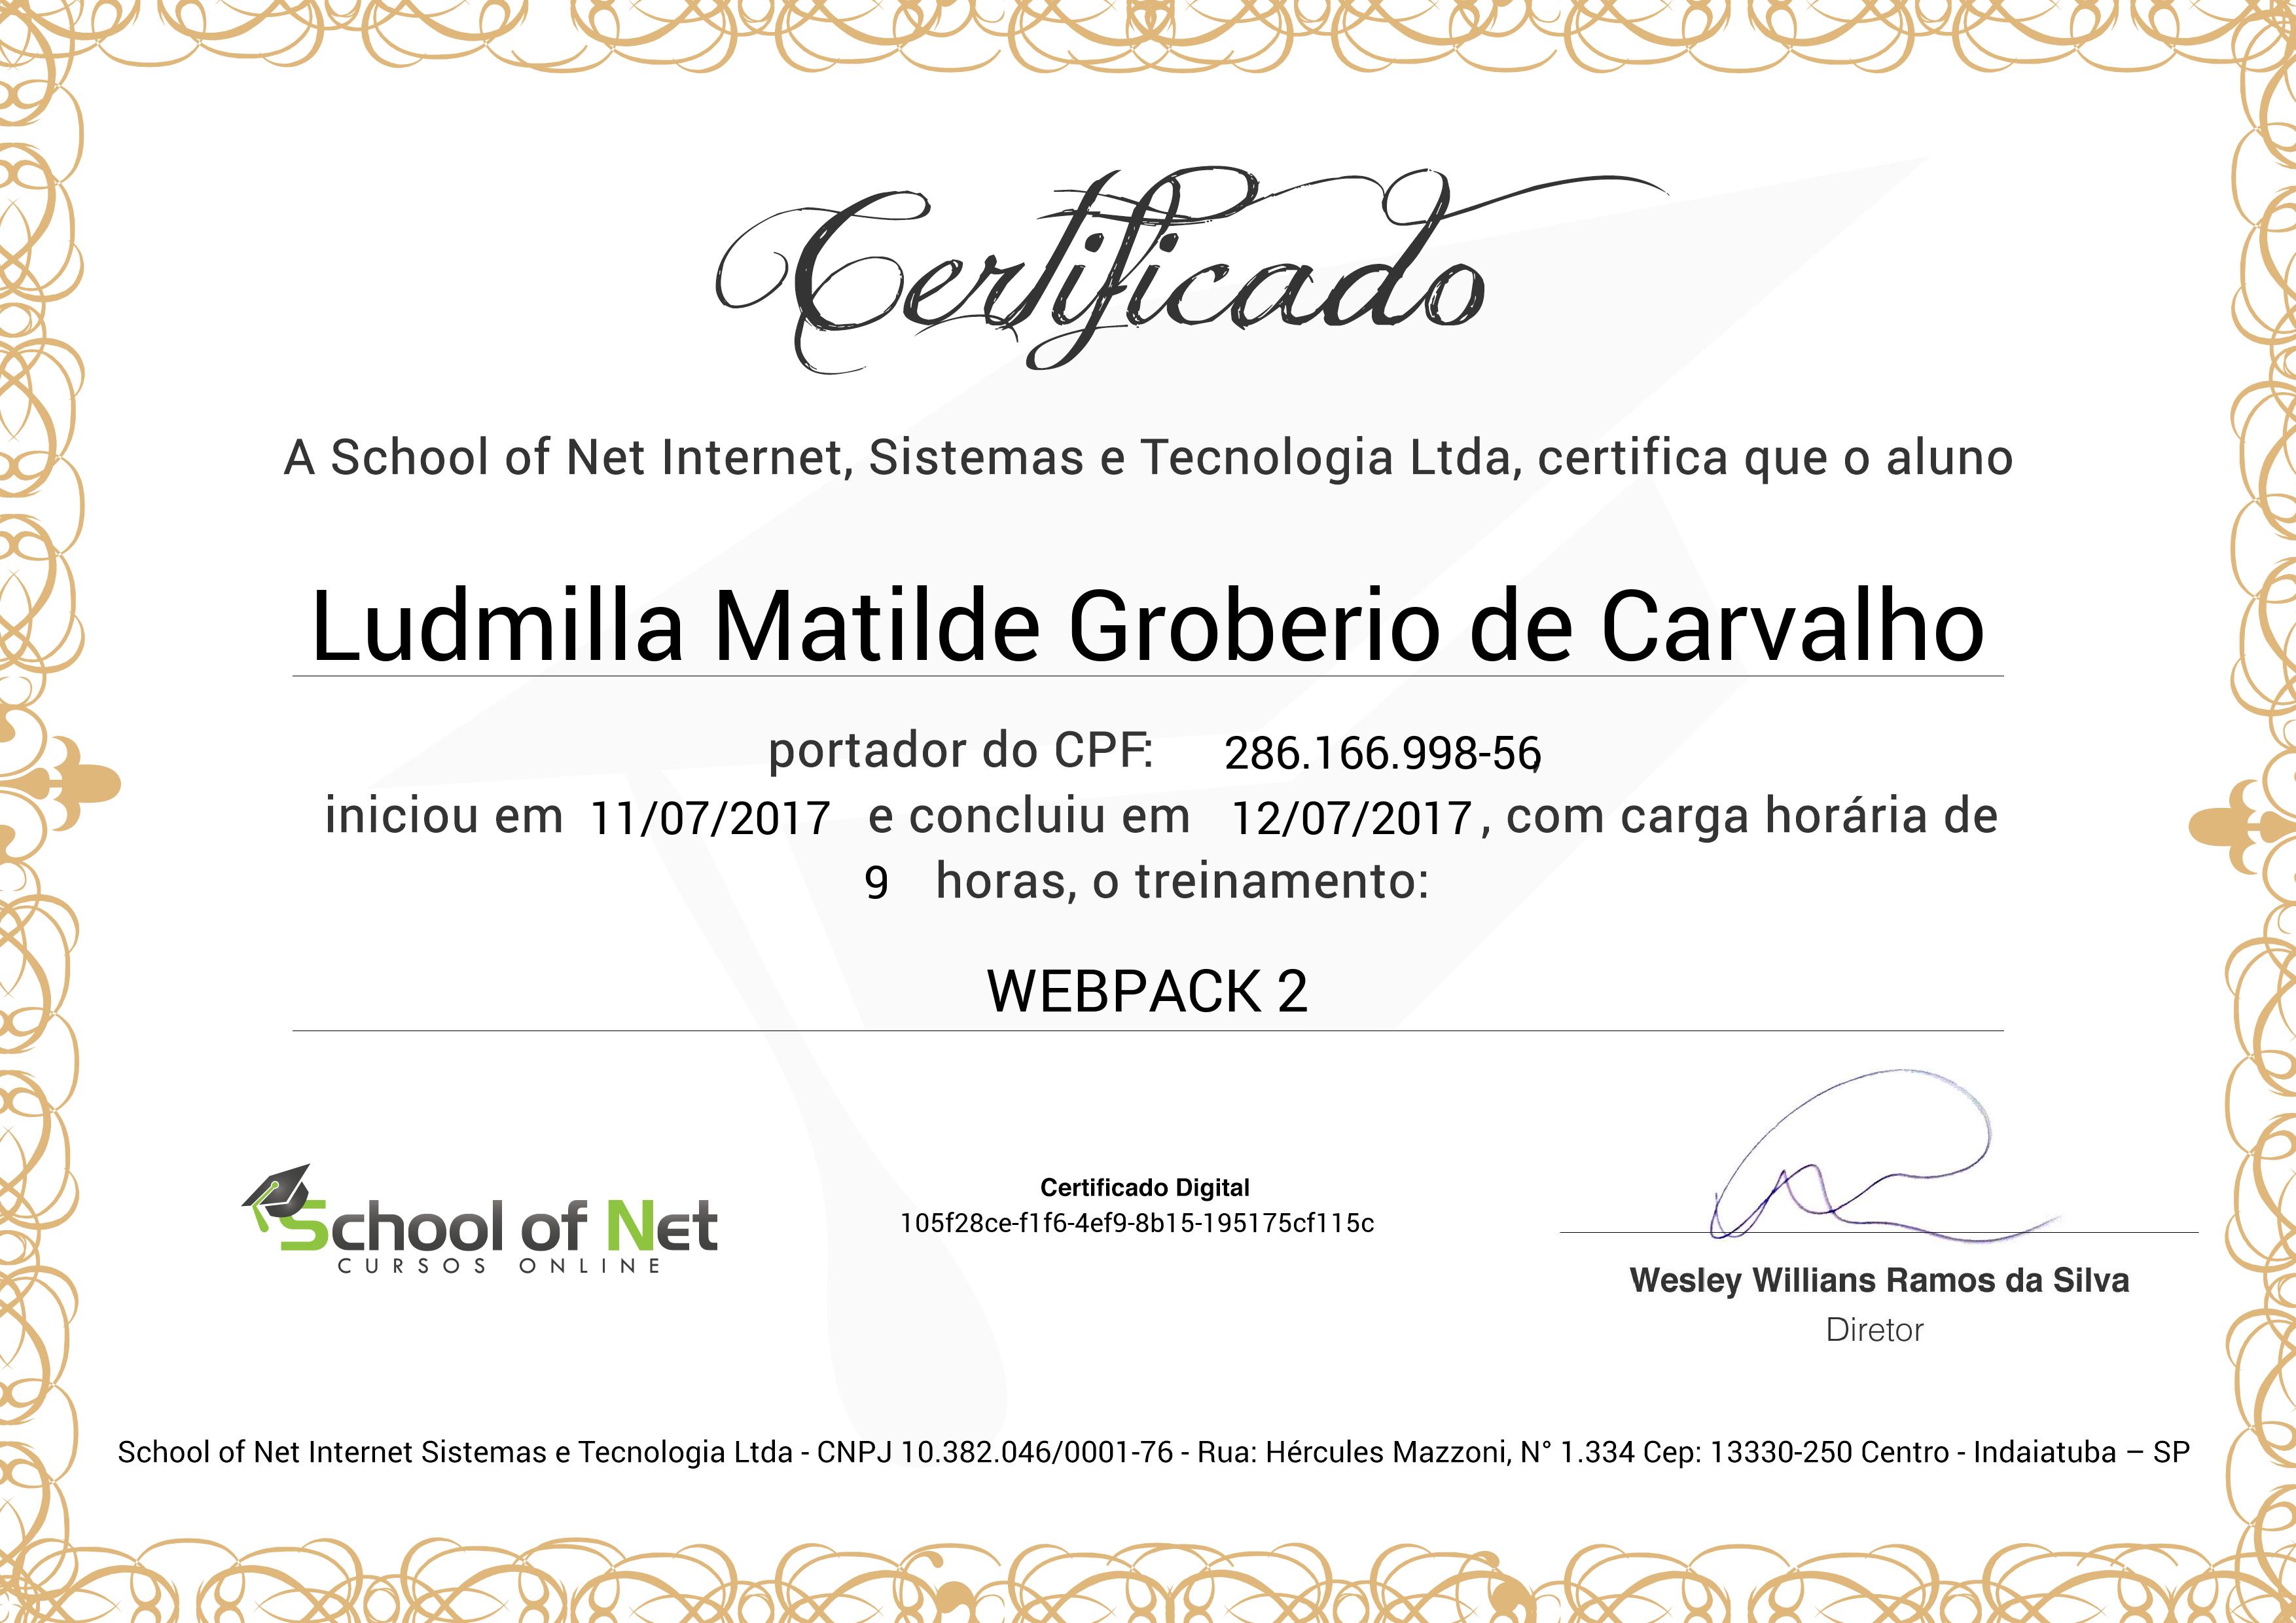 Certificado
A School of Net Internet, Sistemas e Tecnologia Ltda, certifica que o aluno
Ludmilla Matilde Groberio de Carvalho
portador do CPF: 286.166.998-56,
iniciou em 11/07/2017 e concluiu em 12/07/2017, com carga horária de
9 horas, o treinamento:
WEBPACK 2
School of Net
CURSOS ONLINE
Certificado Digital
105f28ce-f1f6-4ef9-8b15-195175cf115c
Wesley Willians Ramos da Silva
Diretor
School of Net Internet Sistemas e Tecnologia Ltda - CNPJ 10.382.046/0001-76 - Rua: Hércules Mazzoni, N° 1.334 Cep: 13330-250 Centro - Indaiatuba – SP